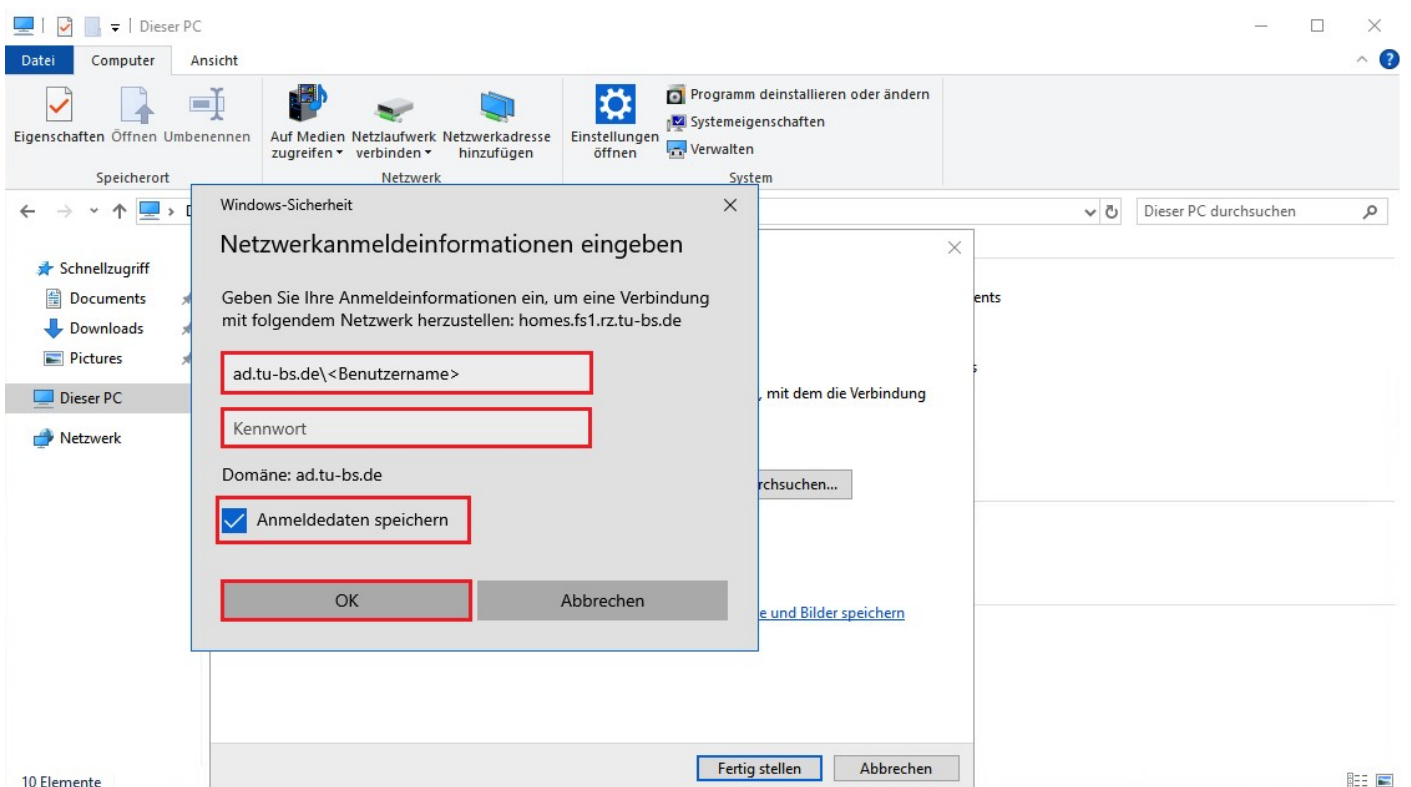 Dieser PC
Datei Computer Ansicht
Eigenschaften Öffnen Umbenennen
Auf Medien zugreifen
Netzlaufwerk verbinden
Netzwerkadresse hinzufügen
Einstellungen öffnen
Programm deinstallieren oder ändern
Systemeigenschaften
Verwalten
Speicherort Netzwerk System
Dieser PC durchsuchen
Schnellzugriff
Documents
Downloads
Pictures
Dieser PC
Netzwerk
Windows-Sicherheit
Netzwerkanmeldeinformationen eingeben
Geben Sie Ihre Anmeldeinformationen ein, um eine Verbindung
mit folgendem Netzwerk herzustellen: homes.fs1.rz.tu-bs.de
ad.tu-bs.de\<Benutzername>
Kennwort
Domäne: ad.tu-bs.de
Anmeldedaten speichern
OK Abbrechen
ents
, mit dem die Verbindung
rchsuchen...
e und Bilder speichern
Fertig stellen Abbrechen
10 Elemente